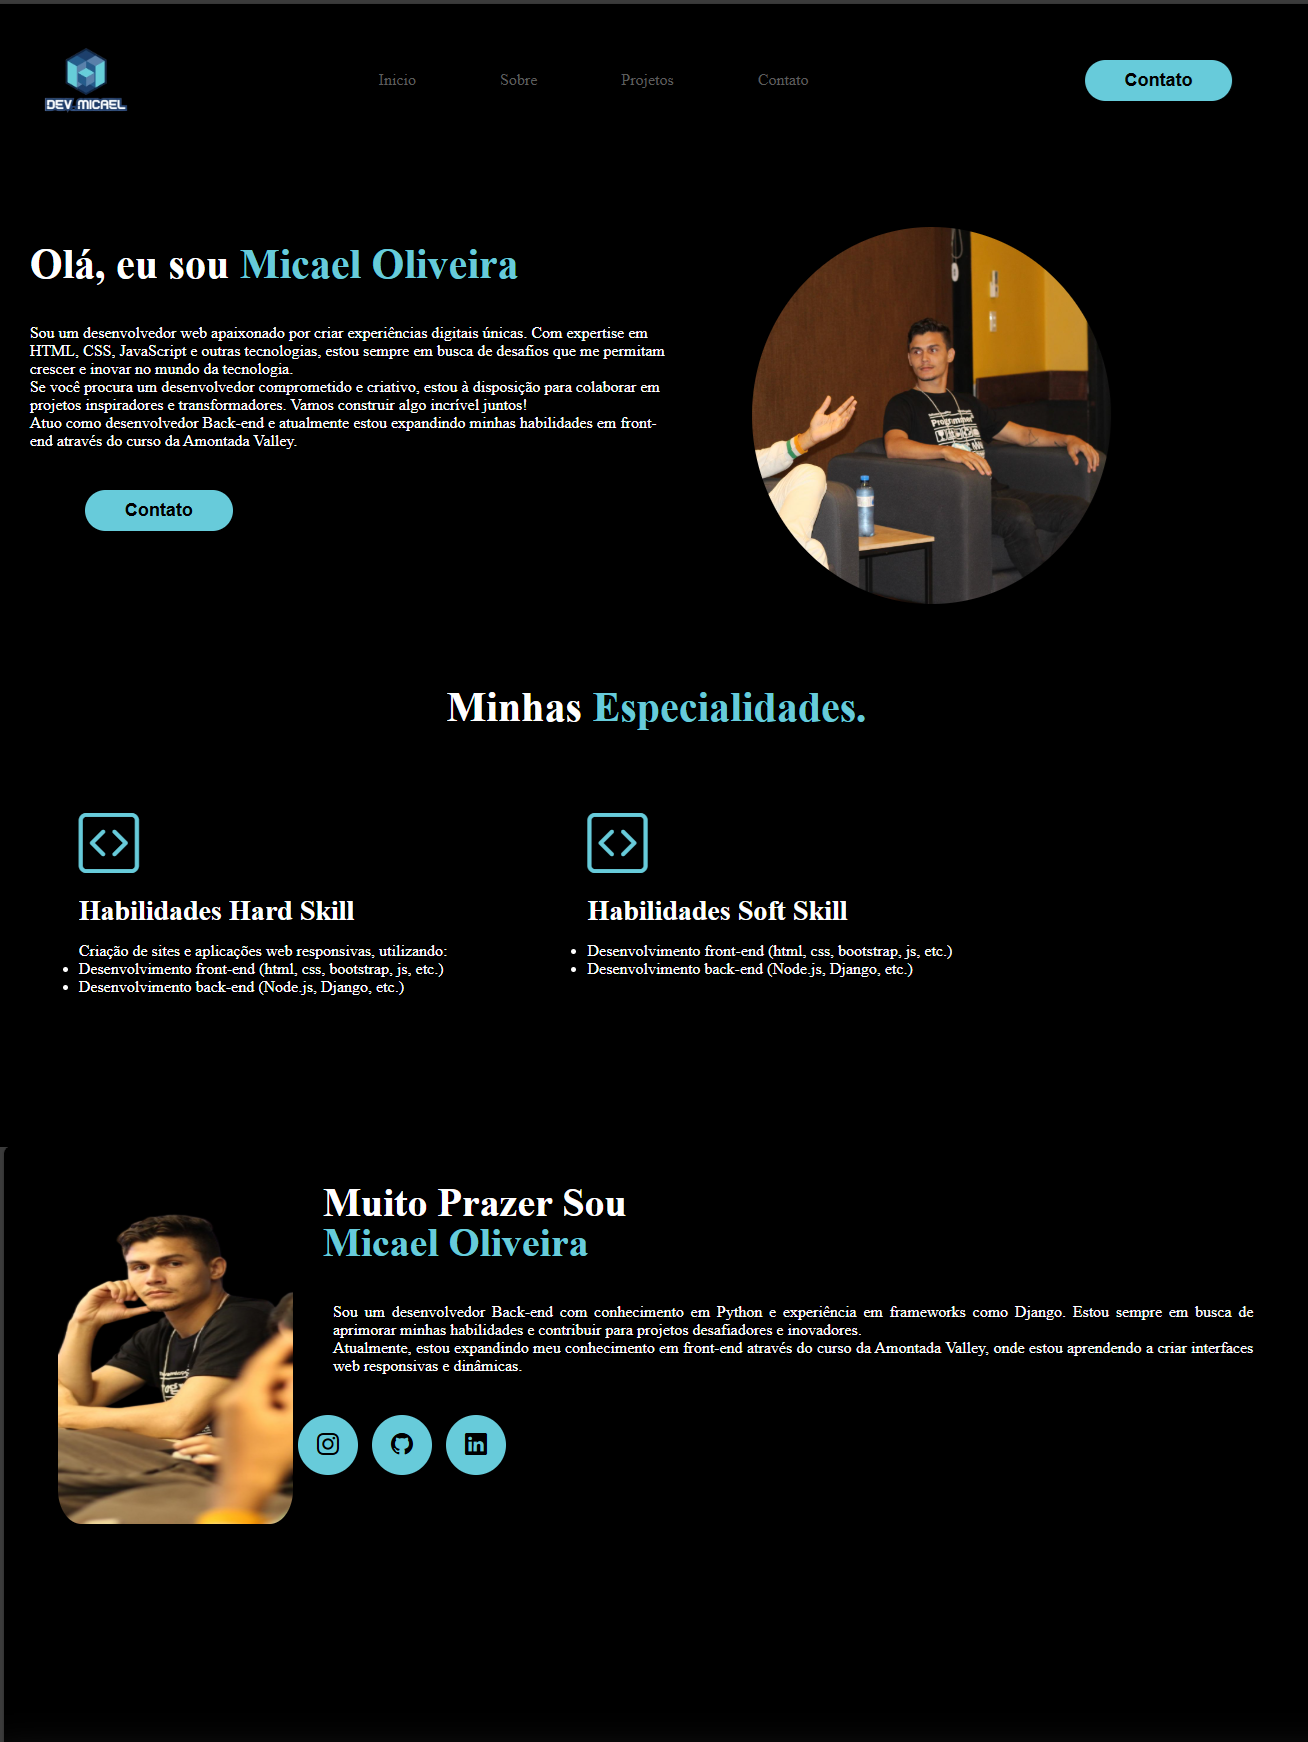 DEV_MICAEL
Inicio
Sobre
Projetos
Contato
Contato
Olá, eu sou Micael Oliveira
Sou um desenvolvedor web apaixonado por criar experiências digitais únicas. Com expertise em
HTML, CSS, JavaScript e outras tecnologias, estou sempre em busca de desafios que me permitam
crescer e inovar no mundo da tecnologia.
Se você procura um desenvolvedor comprometido e criativo, estou à disposição para colaborar em
projetos inspiradores e transformadores. Vamos construir algo incrível juntos!
Atuo como desenvolvedor Back-end e atualmente estou expandindo minhas habilidades em front-
end através do curso da Amontada Valley.
Contato
Programmer
Minhas Especialidades.
Habilidades Hard Skill
Criação de sites e aplicações web responsivas, utilizando:
Desenvolvimento front-end (html, css, bootstrap, js, etc.)
Desenvolvimento back-end (Node.js, Django, etc.)
Habilidades Soft Skill
Desenvolvimento front-end (html, css, bootstrap, js, etc.)
Desenvolvimento back-end (Node.js, Django, etc.)
Muito Prazer Sou
Micael Oliveira
Sou um desenvolvedor Back-end com conhecimento em Python e experiência em frameworks como Django. Estou sempre em busca de
aprimorar minhas habilidades e contribuir para projetos desafiadores e inovadores.
Atualmente, estou expandindo meu conhecimento em front-end através do curso da Amontada Valley, onde estou aprendendo a criar interfaces
web responsivas e dinâmicas.
in